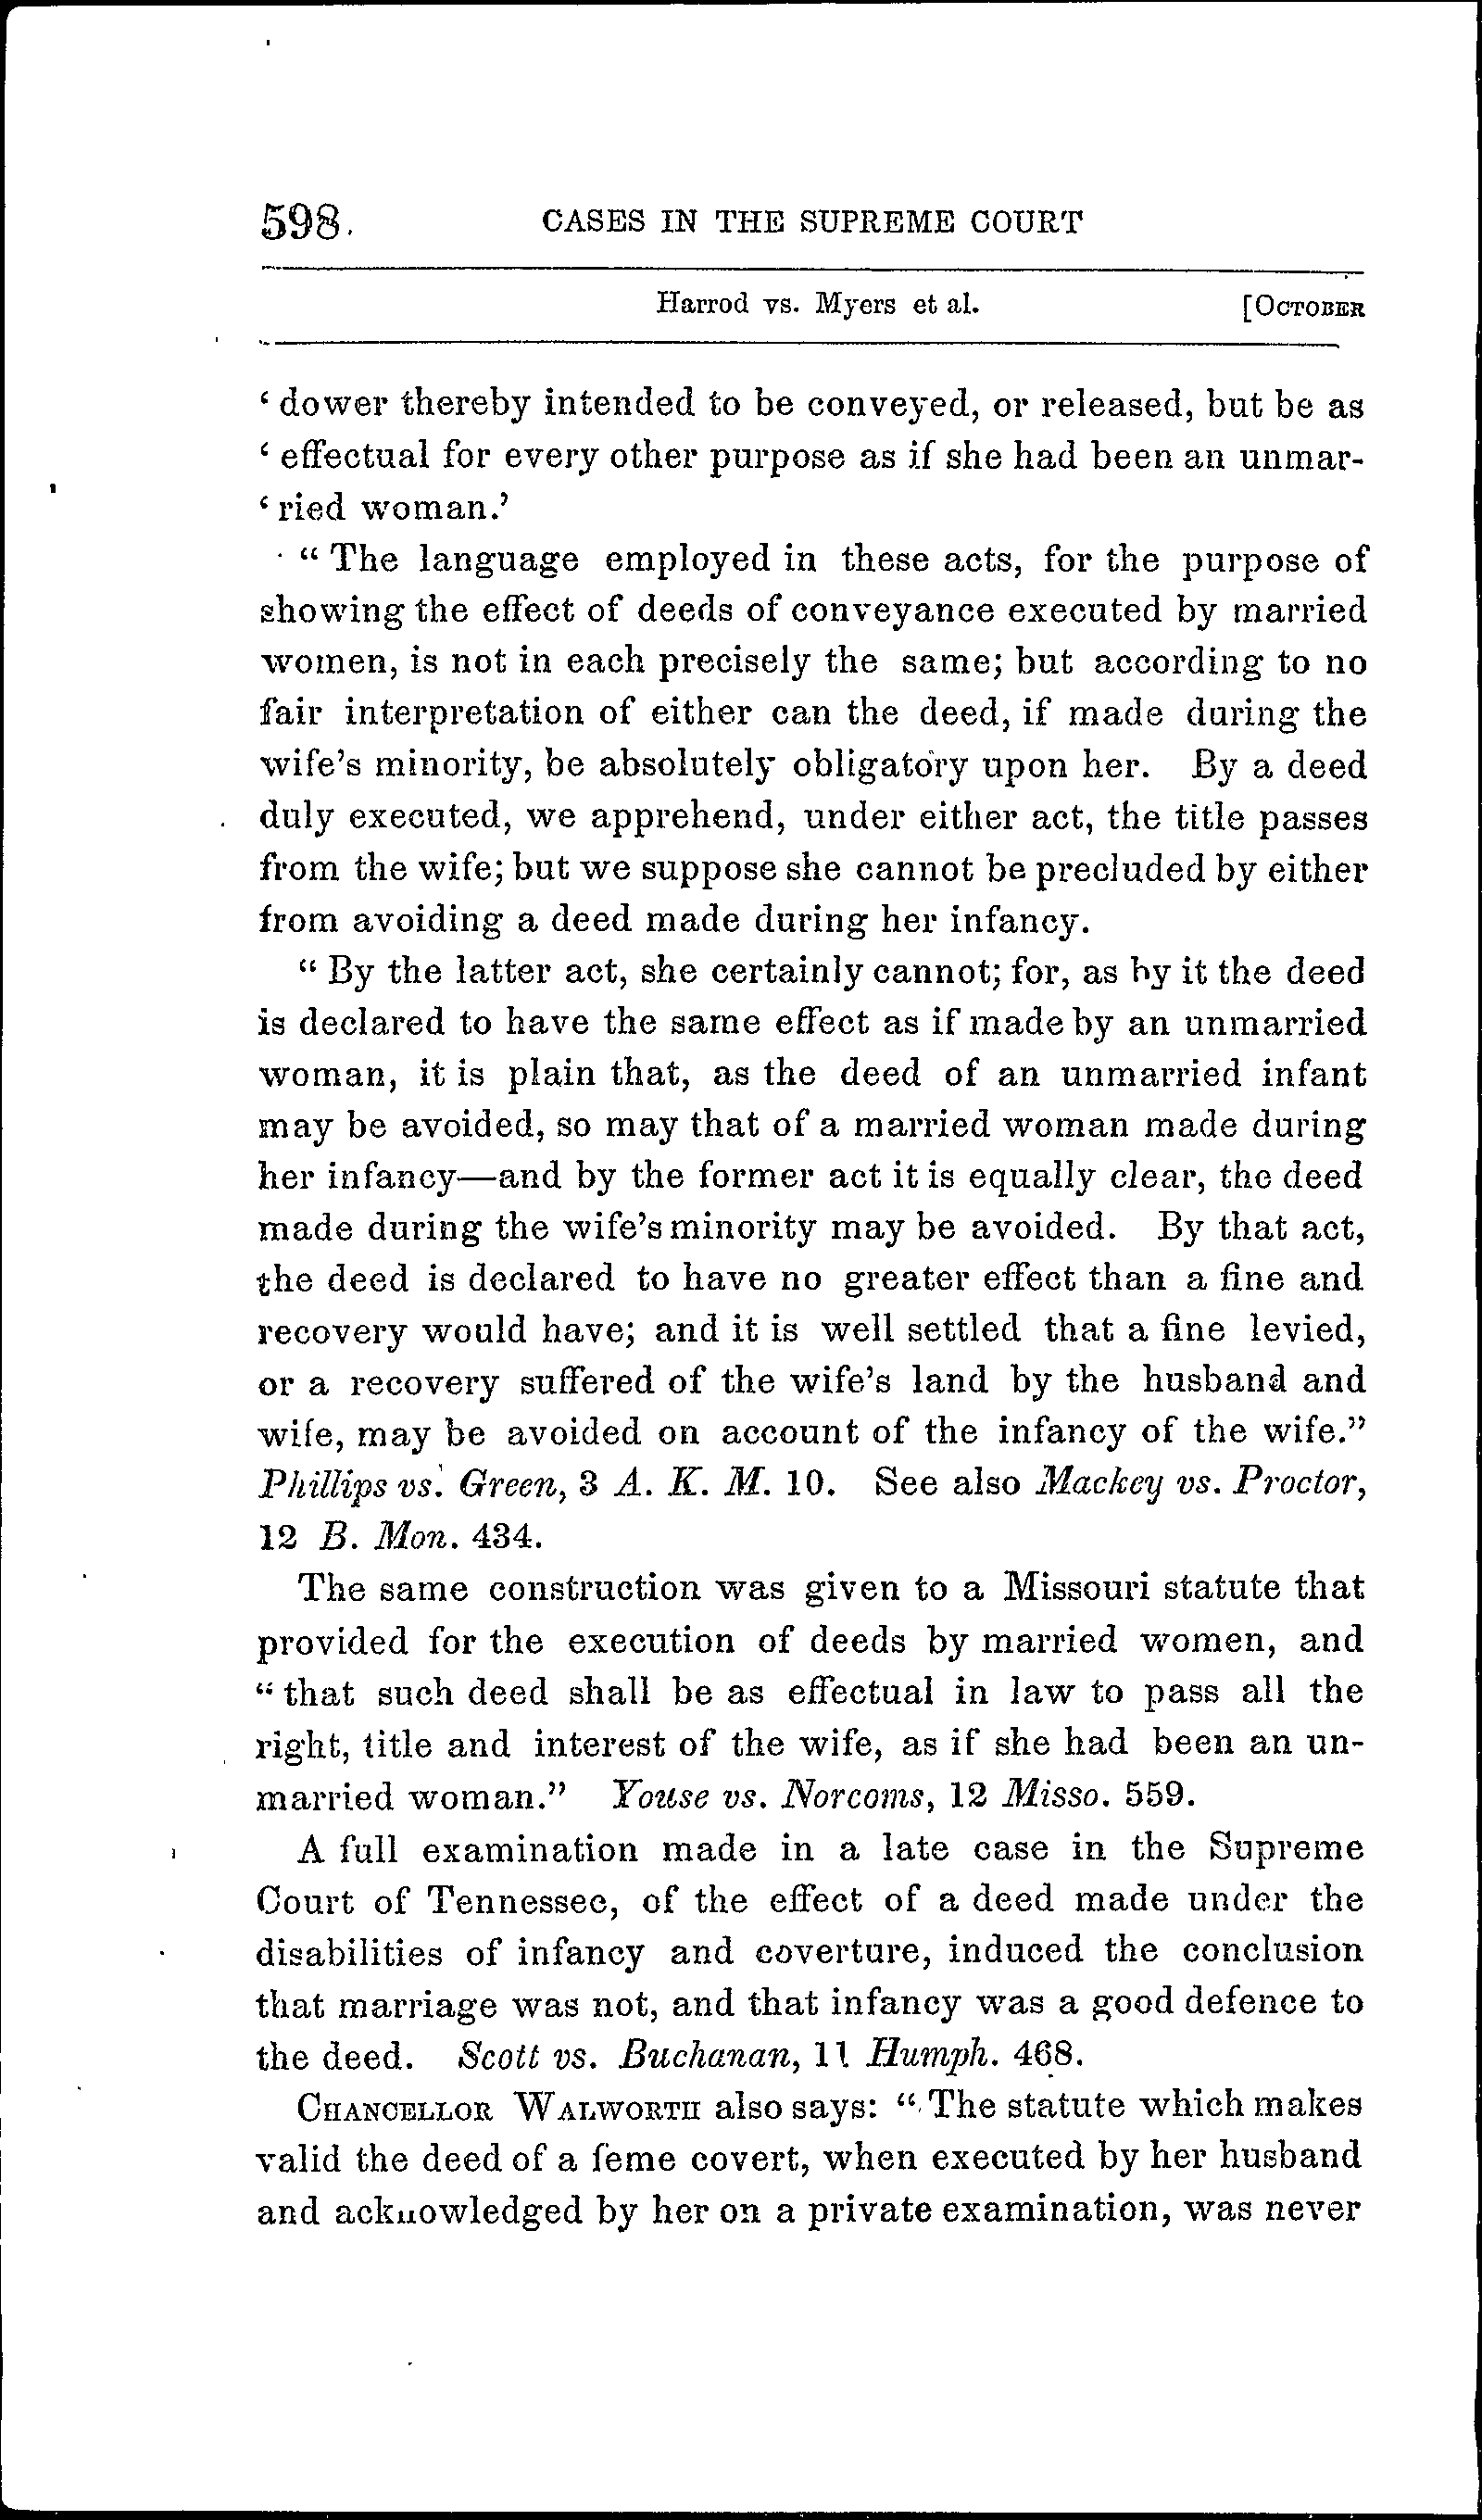 598. CASES IN THE SUPREME COURT
Harrod vs. Myers et al. [OCTOBER
‘ dower thereby intended to be conveyed, or released, but be as
‘ effectual for every other purpose as if she had been an unmar-
‘ ried woman.’
“ The language employed in these acts, for the purpose of
showing the effect of deeds of conveyance executed by married
women, is not in each precisely the same; but according to no
fair interpretation of either can the deed, if made during the
wife's minority, be absolutely obligatory upon her. By a deed
duly executed, we apprehend, under either act, the title passes
from the wife; but we suppose she cannot be precluded by either
from avoiding a deed made during her infancy.
“ By the latter act, she certainly cannot; for, as by it the deed
is declared to have the same effect as if made by an unmarried
woman, it is plain that, as the deed of an unmarried infant
may be avoided, so may that of a married woman made during
her infancy—and by the former act it is equally clear, the deed
made during the wife's minority may be avoided. By that act,
the deed is declared to have no greater effect than a fine and
recovery would have; and it is well settled that a fine levied,
or a recovery suffered of the wife's land by the husband and
wife, may be avoided on account of the infancy of the wife.”
Phillips vs. Green, 3 A. K. M. 10. See also Mackey vs. Proctor,
12 B. Mon. 434.
The same construction was given to a Missouri statute that
provided for the execution of deeds by married women, and
“ that such deed shall be as effectual in law to pass all the
right, title and interest of the wife, as if she had been an un-
married woman.” Youse vs. Norcoms, 12 Misso. 559.
A full examination made in a late case in the Supreme
Court of Tennessee, of the effect of a deed made under the
disabilities of infancy and coverture, induced the conclusion
that marriage was not, and that infancy was a good defence to
the deed. Scott vs. Buchanan, 11 Humph. 468.
CHANCELLOR WALWORTH also says: “ The statute which makes
valid the deed of a feme covert, when executed by her husband
and acknowledged by her on a private examination, was never